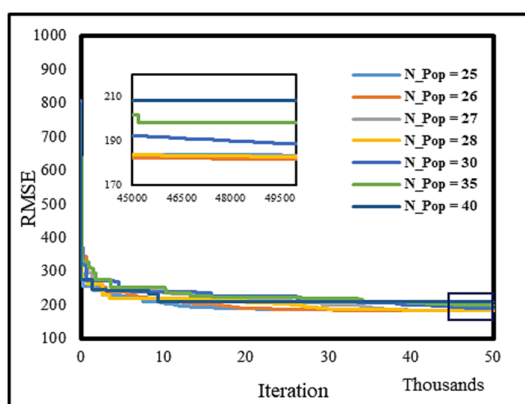 1000
900
800
700
600
500
400
300
200
100
RMSE
210
190
170
45000 46500 48000 49500
N_Pop = 25
N_Pop = 26
N_Pop = 27
N_Pop = 28
N_Pop = 30
N_Pop = 35
N_Pop = 40
0 10 20 30 40 50
Iteration
Thousands